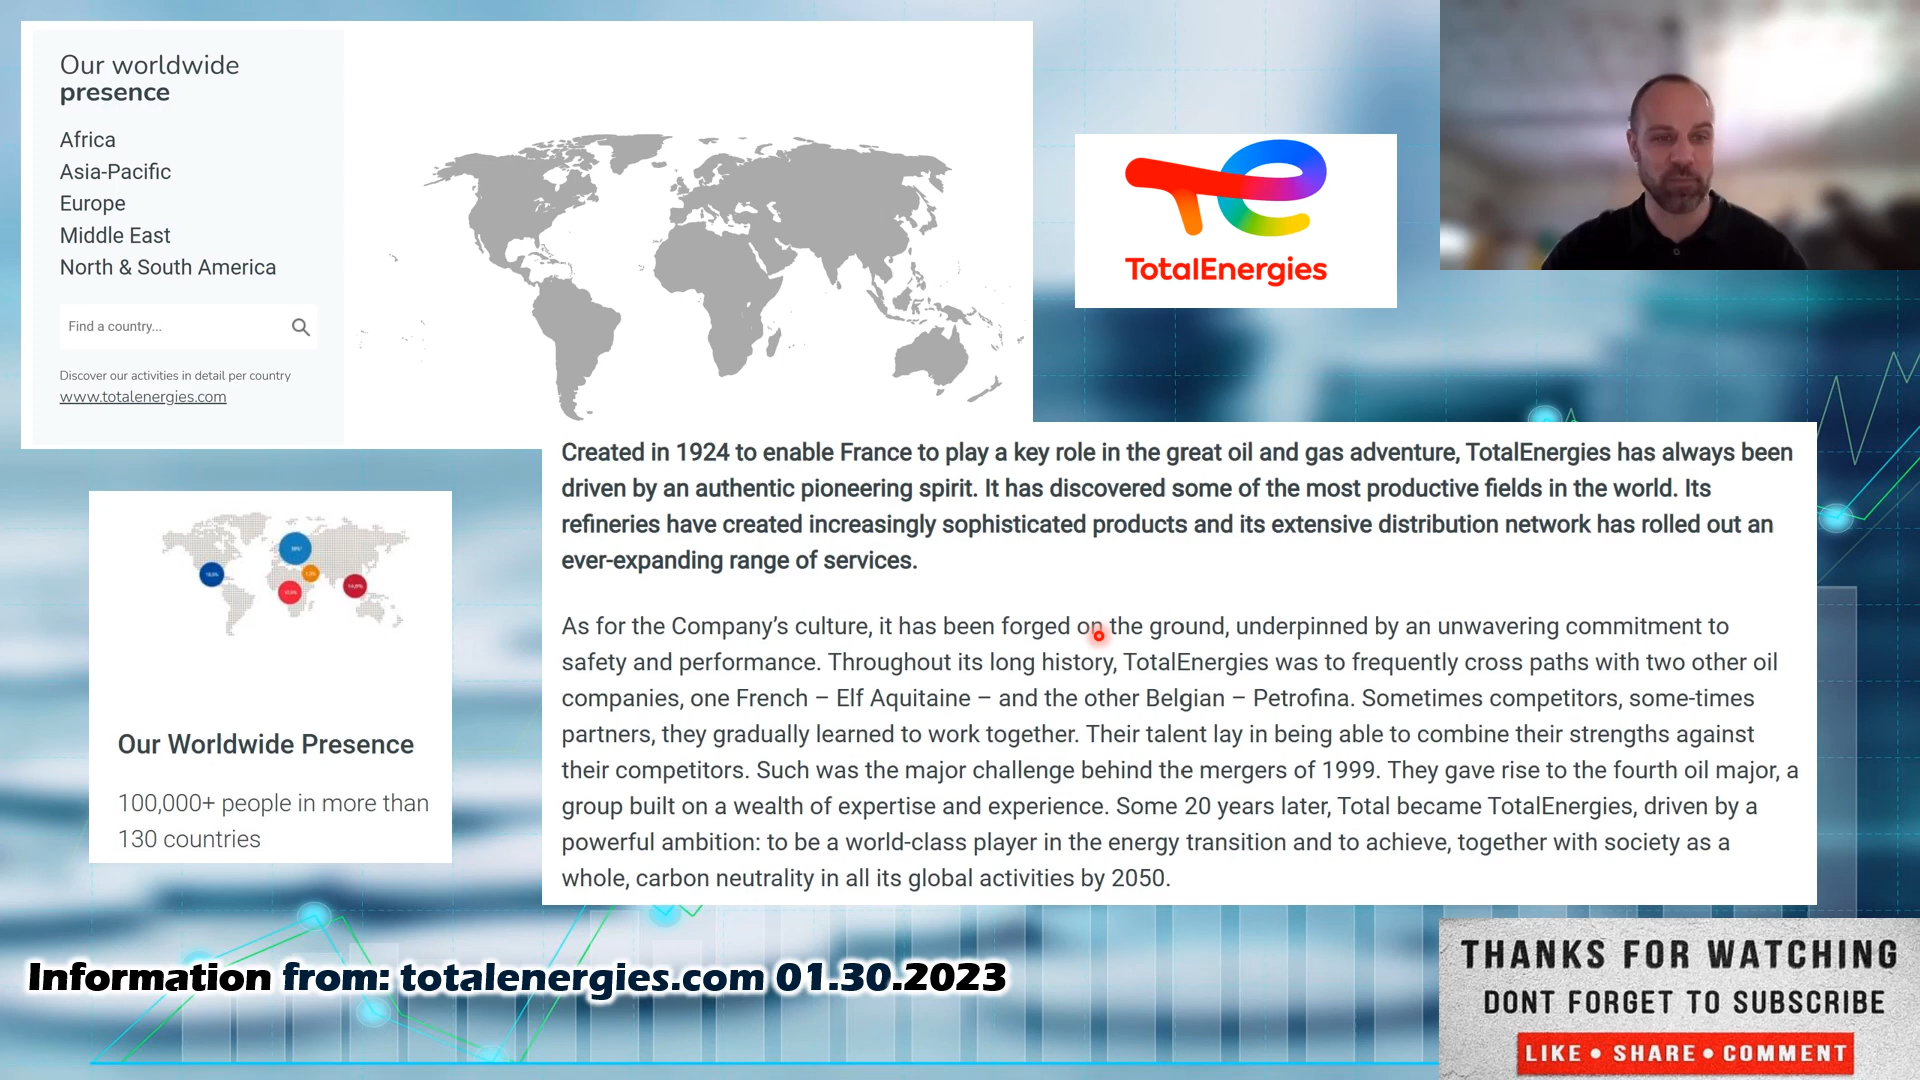 Our worldwide
presence
Africa
Asia-Pacific
Europe
Middle East
North & South America
Find a country...
Discover our activities in detail per country
www.totalenergies.com
TotalEnergies
Created in 1924 to enable France to play a key role in the great oil and gas adventure, TotalEnergies has always been
driven by an authentic pioneering spirit. It has discovered some of the most productive fields in the world. Its
refineries have created increasingly sophisticated products and its extensive distribution network has rolled out an
ever-expanding range of services.
As for the Company’s culture, it has been forged on the ground, underpinned by an unwavering commitment to
safety and performance. Throughout its long history, TotalEnergies was to frequently cross paths with two other oil
companies, one French – Elf Aquitaine – and the other Belgian – Petrofina. Sometimes competitors, some-times
partners, they gradually learned to work together. Their talent lay in being able to combine their strengths against
their competitors. Such was the major challenge behind the mergers of 1999. They gave rise to the fourth oil major, a
group built on a wealth of expertise and experience. Some 20 years later, Total became TotalEnergies, driven by a
powerful ambition: to be a world-class player in the energy transition and to achieve, together with society as a
whole, carbon neutrality in all its global activities by 2050.
Our Worldwide Presence
100,000+ people in more than
130 countries
Information from: totalenergies.com 01.30.2023
THANKS FOR WATCHING
DONT FORGET TO SUBSCRIBE
LIKE • SHARE • COMMENT